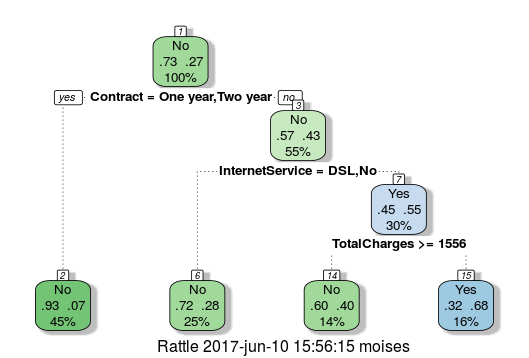 1
No
.73 .27
100%
yes Contract = One year,Two year no
3
No
.57 .43
55%
InternetService = DSL,No
7
Yes
.45 .55
30%
TotalCharges >= 1556
2
No
.93 .07
45%
6
No
.72 .28
25%
14
No
.60 .40
14%
15
Yes
.32 .68
16%
Rattle 2017-jun-10 15:56:15 moises